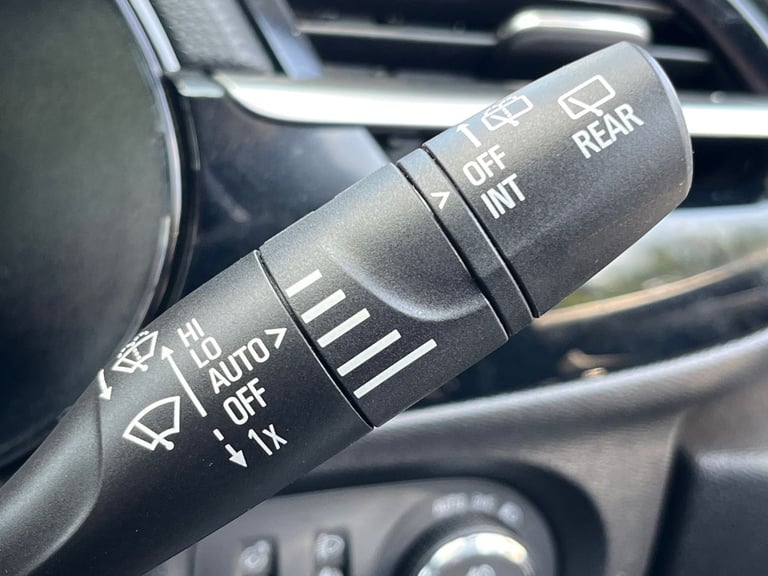 HI
LO
AUTO >
OFF
1x
>
OFF
INT
REAR